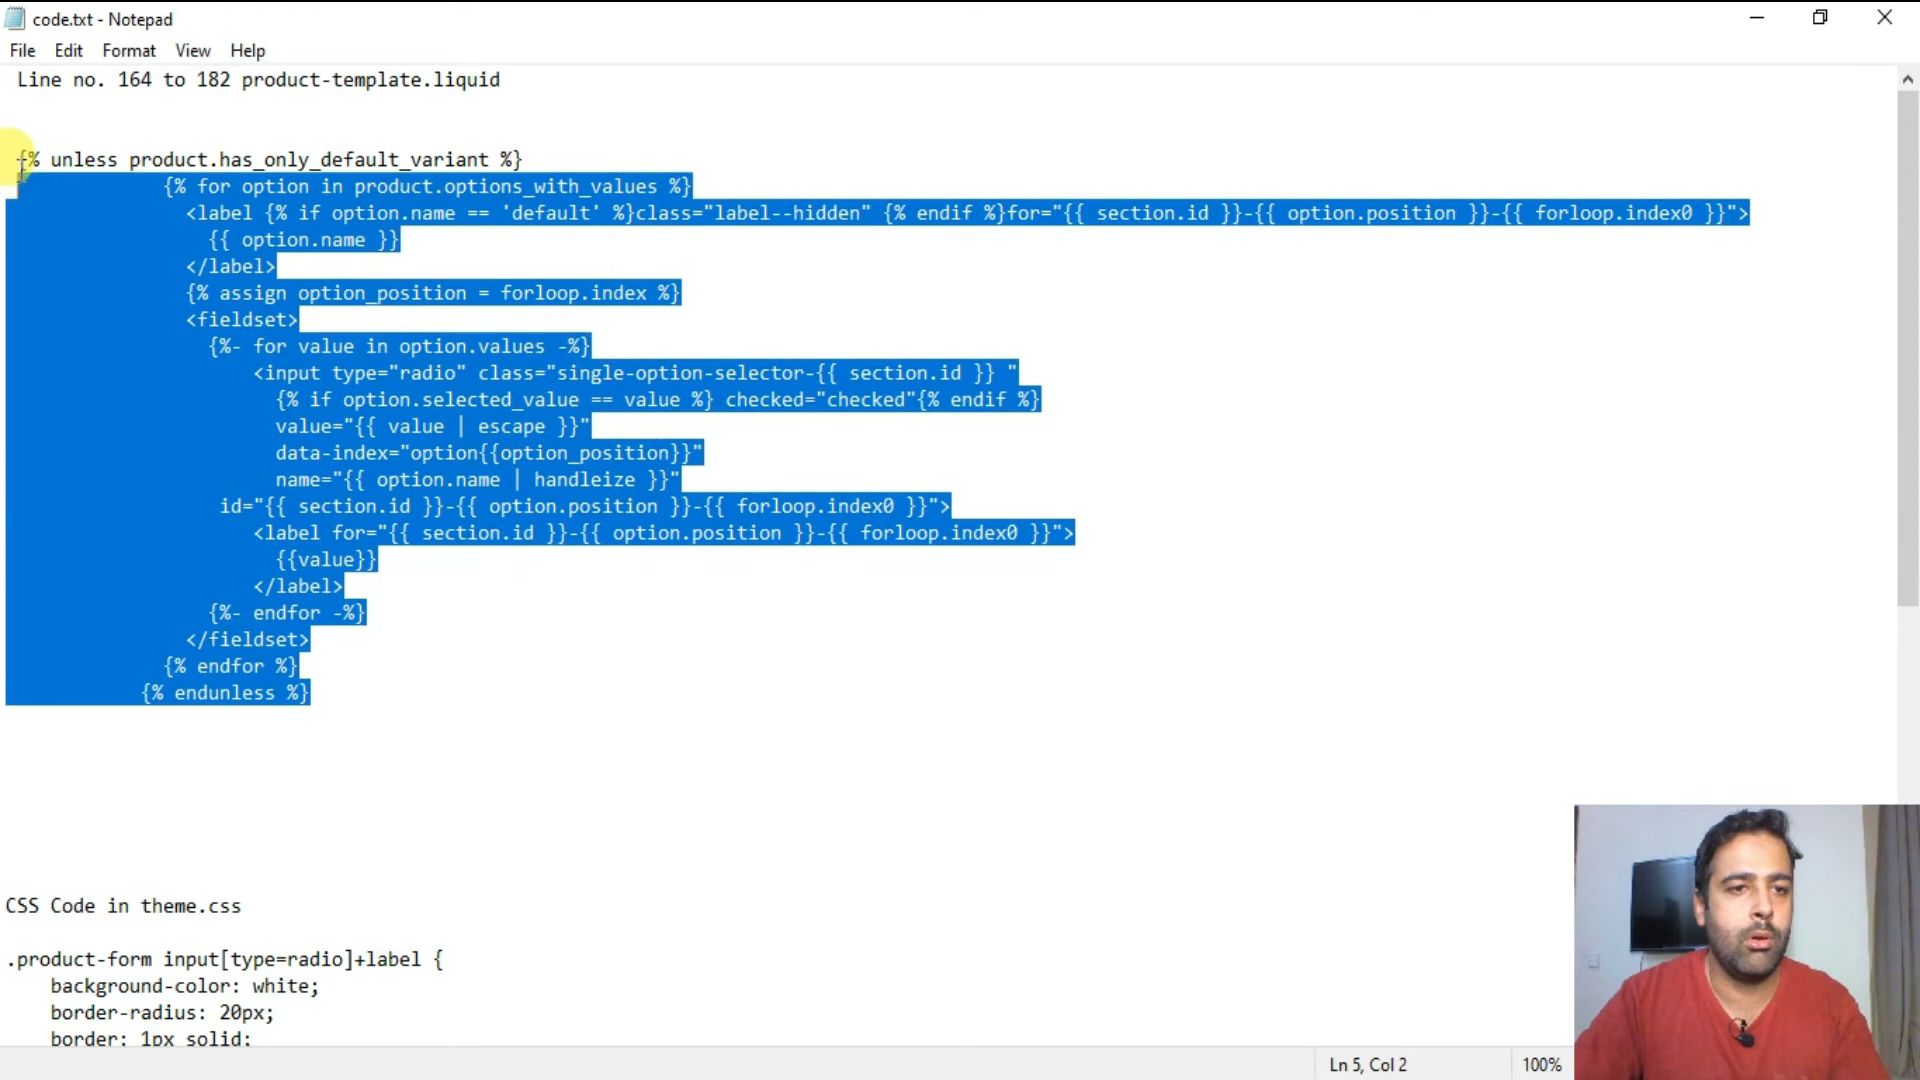 code.txt - Notepad
File Edit Format View Help
Line no. 164 to 182 product-template.liquid
{% unless product.has_only_default_variant %}
{% for option in product.options_with_values %}
<label {% if option.name == 'default' %}class="label--hidden" {% endif %}for="{{ section.id }}-{{ option.position }}-{{ forloop.index0 }}">
{{ option.name }}
</label>
{% assign option_position = forloop.index %}
<fieldset>
{%- for value in option.values -%}
<input type="radio" class="single-option-selector-{{ section.id }} "
{% if option.selected_value == value %} checked="checked"{% endif %}
value="{{ value | escape }}"
data-index="option{{option_position}}"
name="{{ option.name | handleize }}"
id="{{ section.id }}-{{ option.position }}-{{ forloop.index0 }}">
<label for="{{ section.id }}-{{ option.position }}-{{ forloop.index0 }}">
{{value}}
</label>
{%- endfor -%}
</fieldset>
{% endfor %}
{% endunless %}
CSS Code in theme.css
.product-form input[type=radio]+label {
background-color: white;
border-radius: 20px;
border: 1px solid;
Ln 5, Col 2 100%